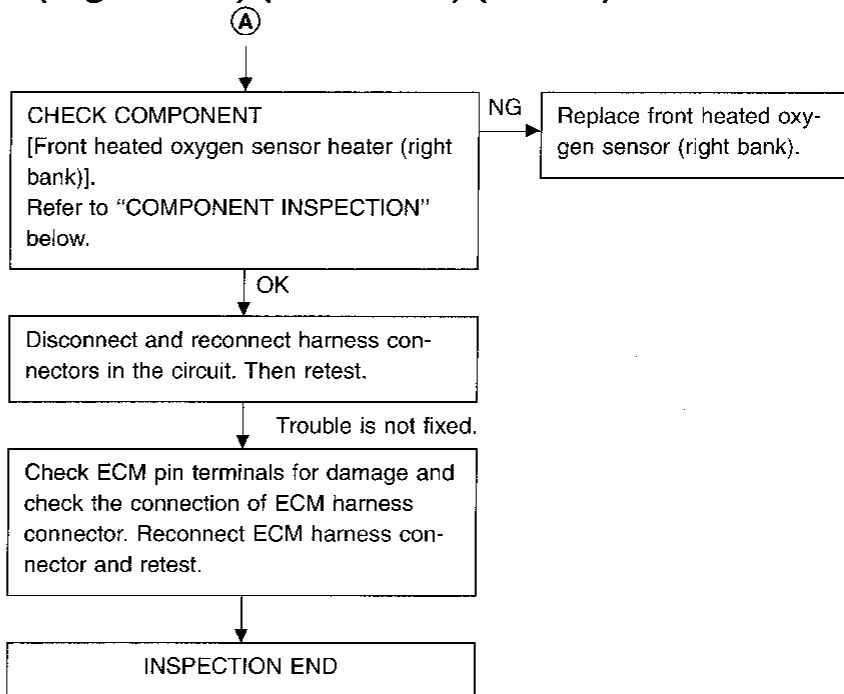 A
CHECK COMPONENT
[Front heated oxygen sensor heater (right
bank)].
Refer to “COMPONENT INSPECTION”
below.
NG
Replace front heated oxy-
gen sensor (right bank).
OK
Disconnect and reconnect harness con-
nectors in the circuit. Then retest.
Trouble is not fixed.
Check ECM pin terminals for damage and
check the connection of ECM harness
connector. Reconnect ECM harness con-
nector and retest.
INSPECTION END